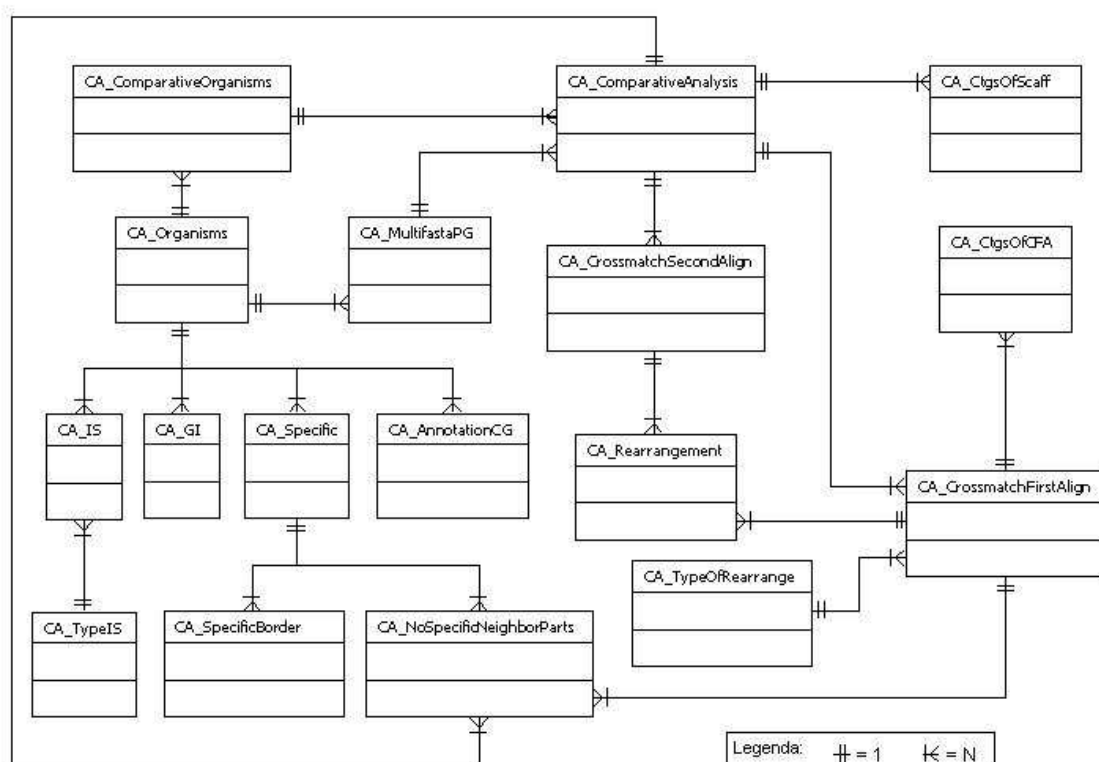 CA_ComparativeOrganisms
CA_ComparativeAnalysis
CA_CtgsOfScaff
CA_Organisms
CA_MultifastaPG
CA_CrossmatchSecondAlign
CA_CtgsOfCFA
CA_IS
CA_GI
CA_Specific
CA_AnnotationCG
CA_Rearrangement
CA_CrossmatchFirstAlign
CA_TypeOfRearrange
CA_TypeIS
CA_SpecificBorder
CA_NoSpecificNeighborParts
Legenda: = 1 = N